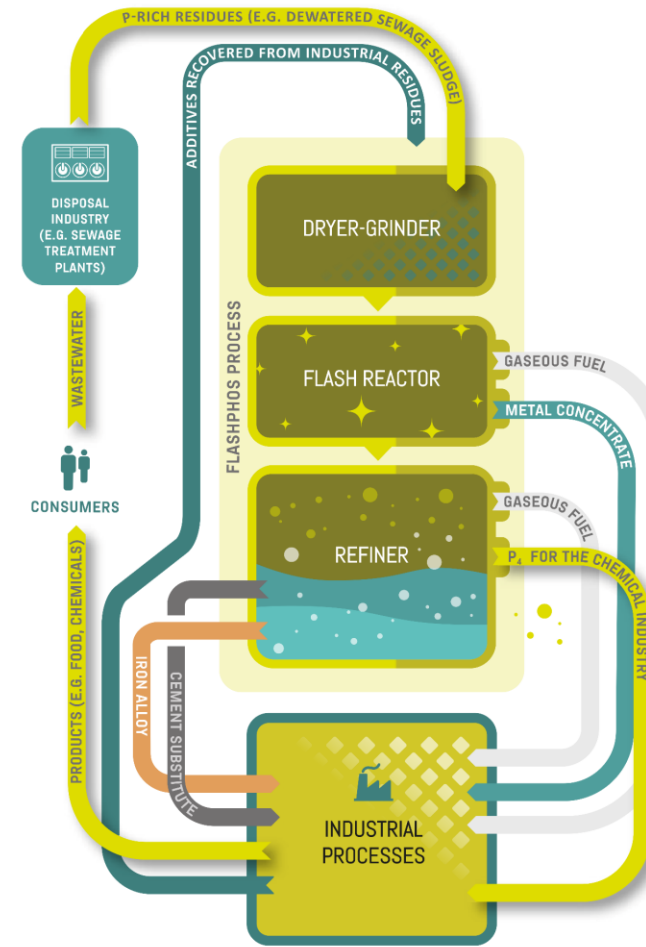 P-RICH RESIDUES (E.G. DEWATERED SEWAGE SLUDGE)
ADDITIVES RECOVERED FROM INDUSTRIAL RESIDUES
DISPOSAL
INDUSTRY
(E.G. SEWAGE
TREATMENT
PLANTS)
WASTEWATER
CONSUMERS
PRODUCTS (E.G. FOOD, CHEMICALS)
FLASHPHOS PROCESS
DRYER-GRINDER
FLASH REACTOR
GASEOUS FUEL
METAL CONCENTRATE
REFINER
GASEOUS FUEL
P₄ FOR THE CHEMICAL INDUSTRY
IRON ALLOY
CEMENT SUBSTITUTE
INDUSTRIAL
PROCESSES